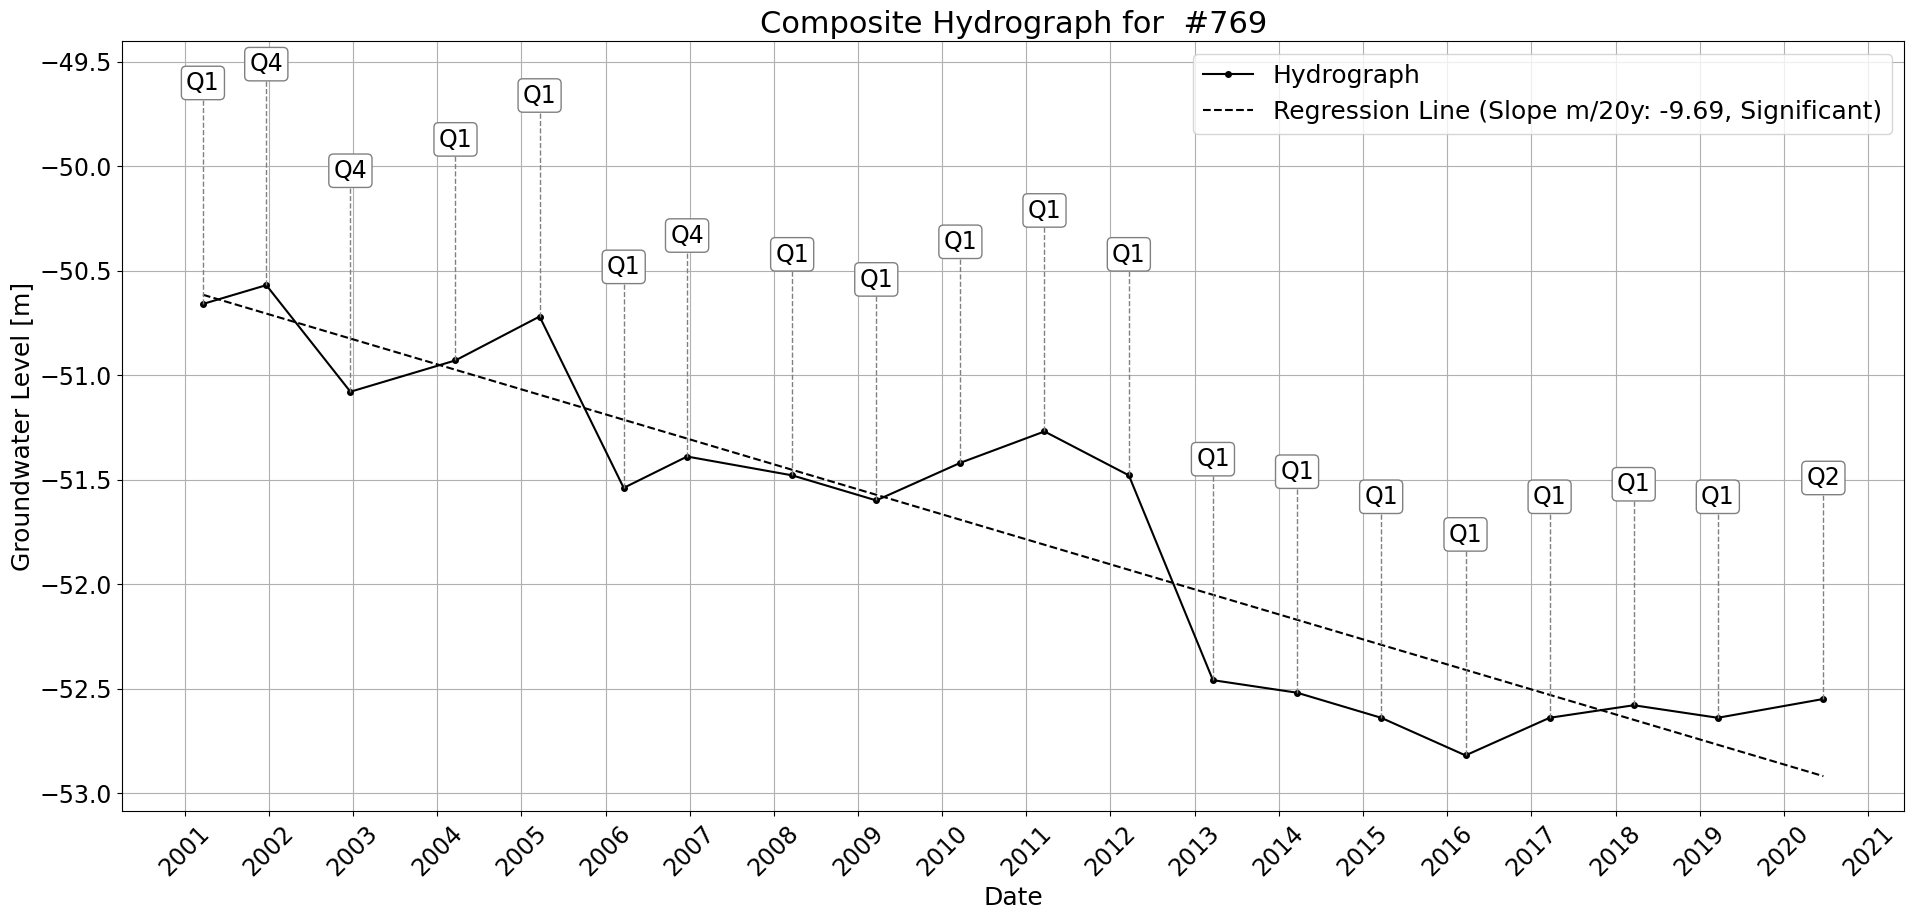 Composite Hydrograph for  #769
Hydrograph
Regression Line (Slope m/20y: -9.69, Significant)
Groundwater Level [m]
−49.5
−50.0
−50.5
−51.0
−51.5
−52.0
−52.5
−53.0
Q1
Q4
Q4
Q1
Q1
Q1
Q4
Q1
Q1
Q1
Q1
Q1
Q1
Q1
Q1
Q1
Q1
Q1
Q1
Q2
2001
2002
2003
2004
2005
2006
2007
2008
2009
2010
2011
2012
2013
2014
2015
2016
2017
2018
2019
2020
2021
Date